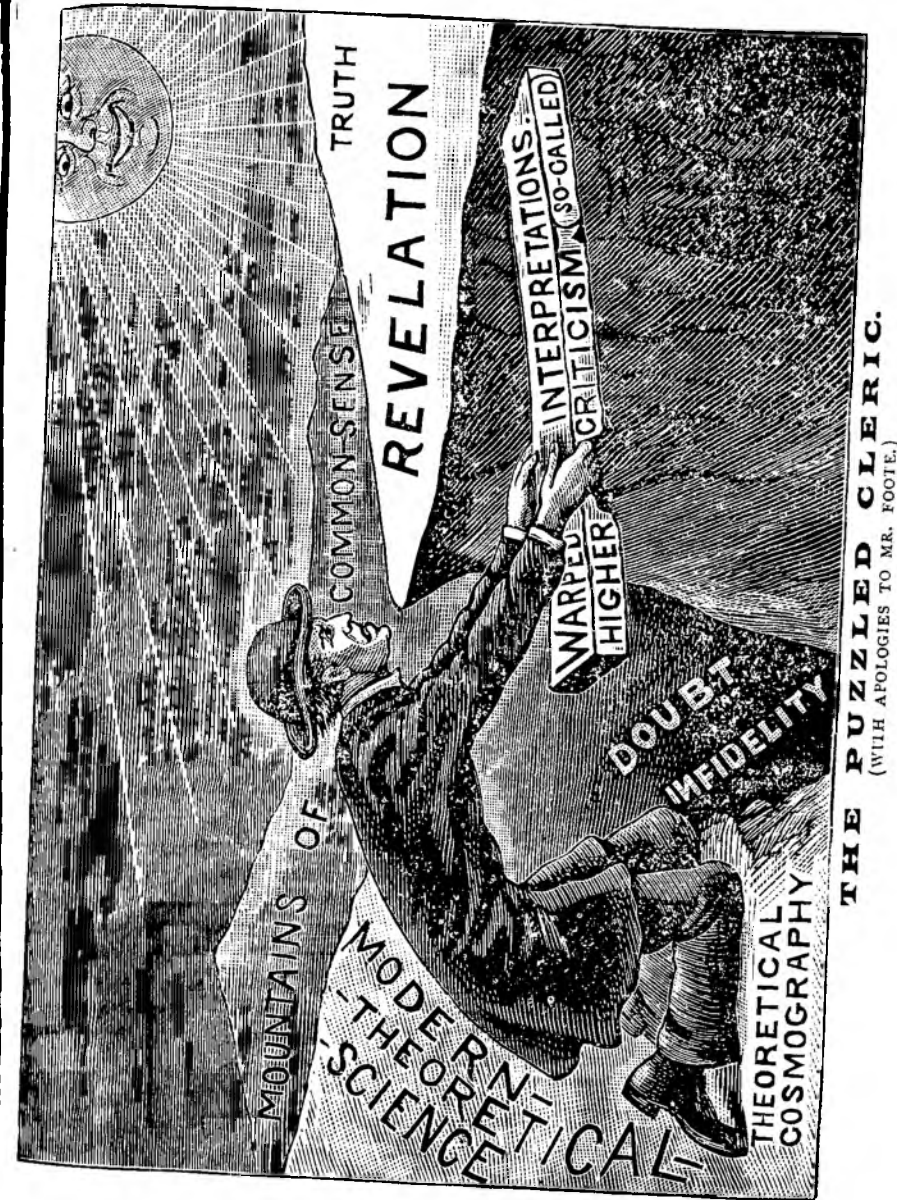 MOUNTAINS OF COMMON-SENSE TRUTH
REVELATION
MODERN-
-THEORETICAL-
'SCIENCE'
WARPED INTERPRETATIONS.
HIGHER CRITICISM (SO-CALLED)
DOUBT
INFIDELITY
THEORETICAL
COSMOGRAPHY
THE PUZZLED CLERIC.
(WITH APOLOGIES TO MR. FOOTE.)